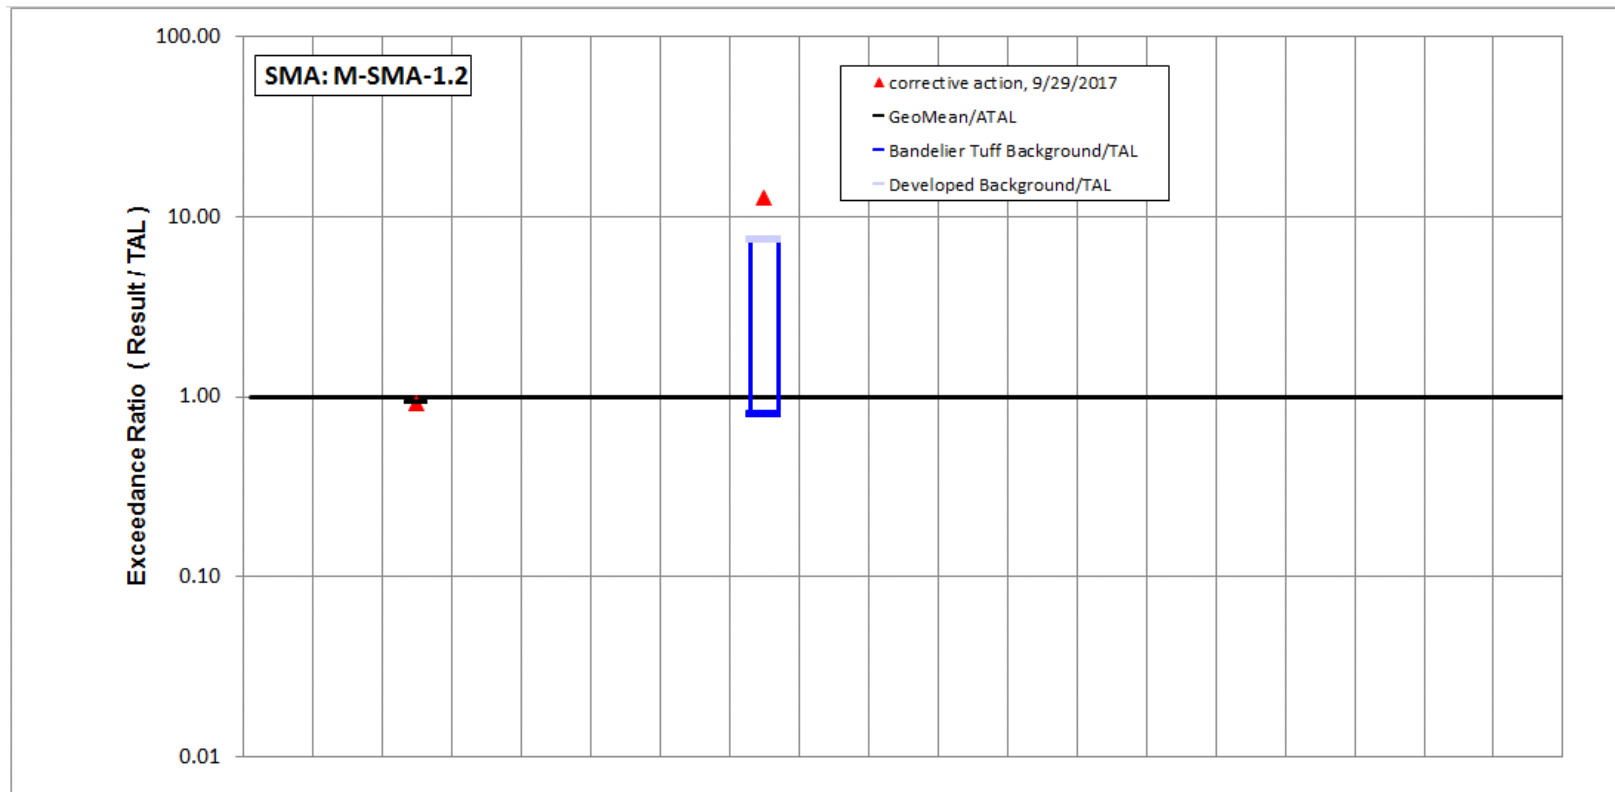 100.00
SMA: M-SMA-1.2
corrective action, 9/29/2017
GeoMean/ATAL
Bandelier Tuff Background/TAL
Developed Background/TAL
10.00
1.00
0.10
0.01
Exceedance Ratio ( Result / TAL )